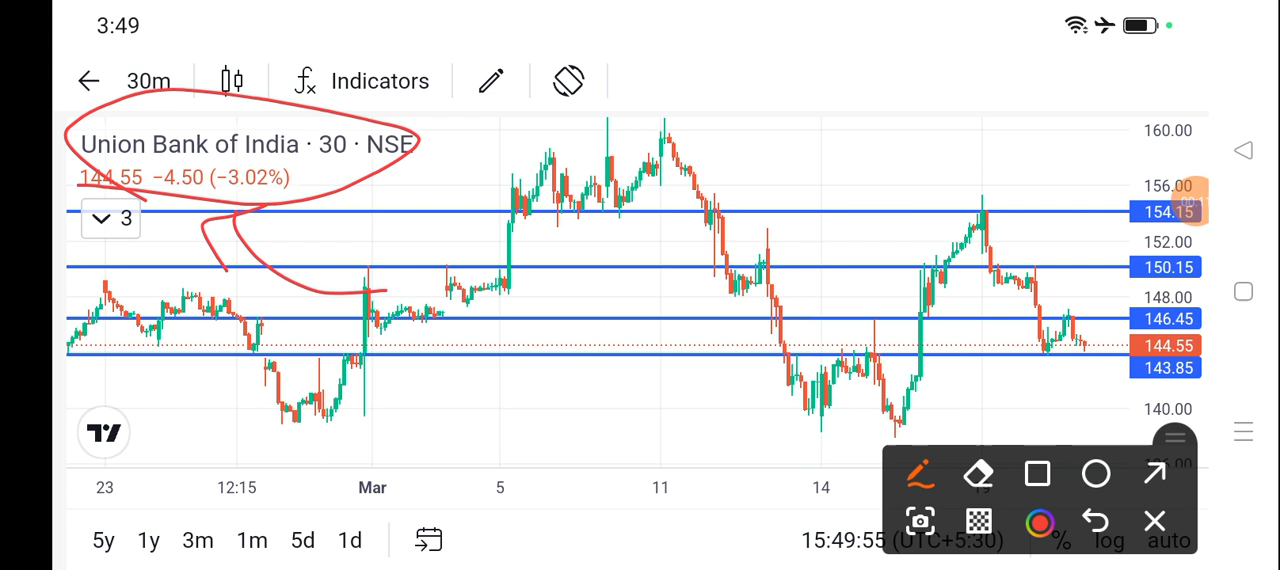 3:49
30m
Indicators
Union Bank of India · 30 · NSE
144.55 −4.50 (−3.02%)
3
160.00
156.00
154.15
152.00
150.15
148.00
146.45
144.55
143.85
140.00
23 12:15 Mar 5 11 14
5y 1y 3m 1m 5d 1d
15:49:55 (UTC+5:30) % log auto